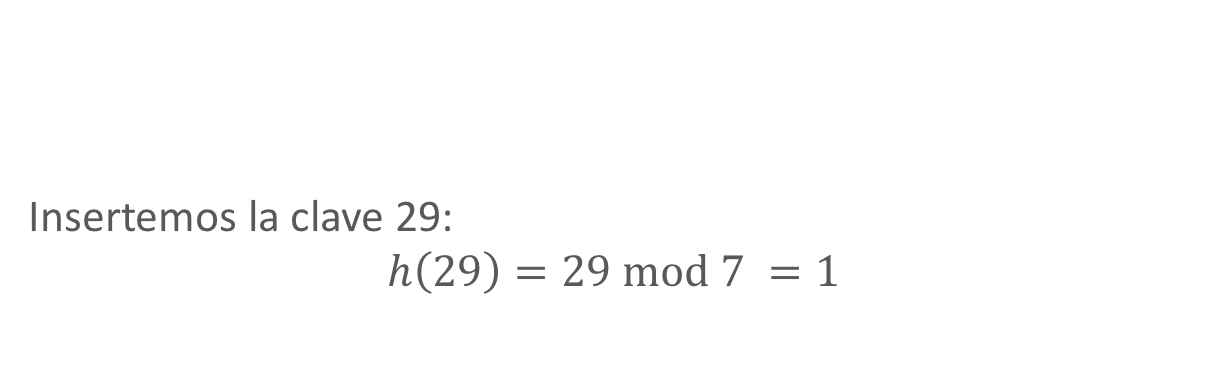 Insertemos la clave 29:
h(29) = 29 mod 7 = 1